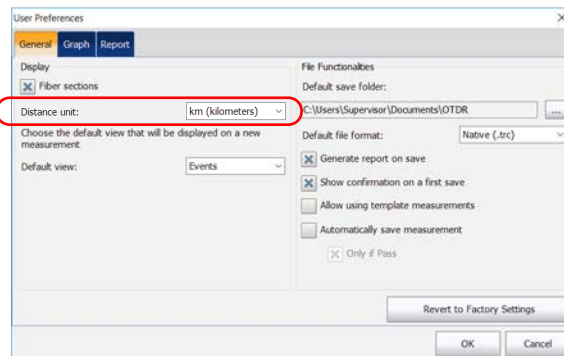 User Preferences
General Graph Report
Display
Fiber sections
Distance unit: km (kilometers)
Choose the default view that will be displayed on a new
measurement
Default view: Events
File Functionalties
Default save folder:
C:\Users\Supervisor\Documents\OTDR ...
Default file format: Native (.trc)
Generate report on save
Show confirmation on a first save
Allow using template measurements
Automatically save measurement
Only if Pass
Revert to Factory Settings
OK Cancel